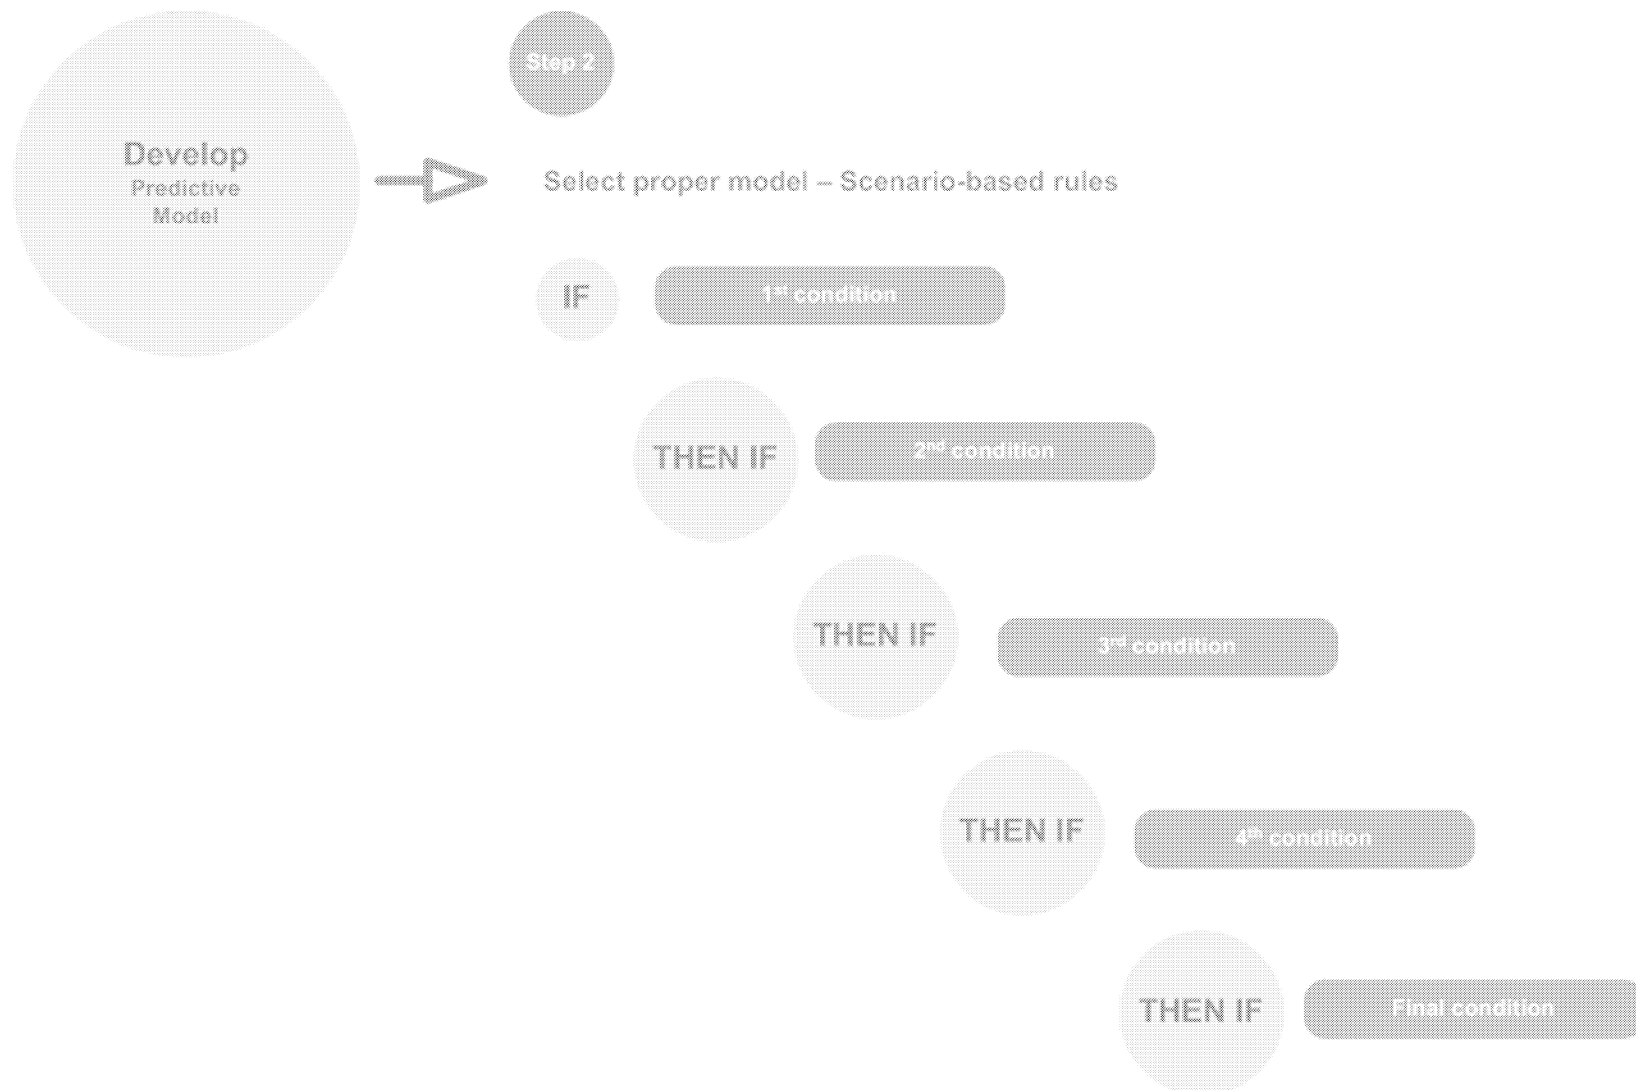 Step 2
Develop
Predictive
Model
Select proper model – Scenario-based rules
IF
1st condition
THEN IF
2nd condition
THEN IF
3rd condition
THEN IF
4th condition
THEN IF
Final condition